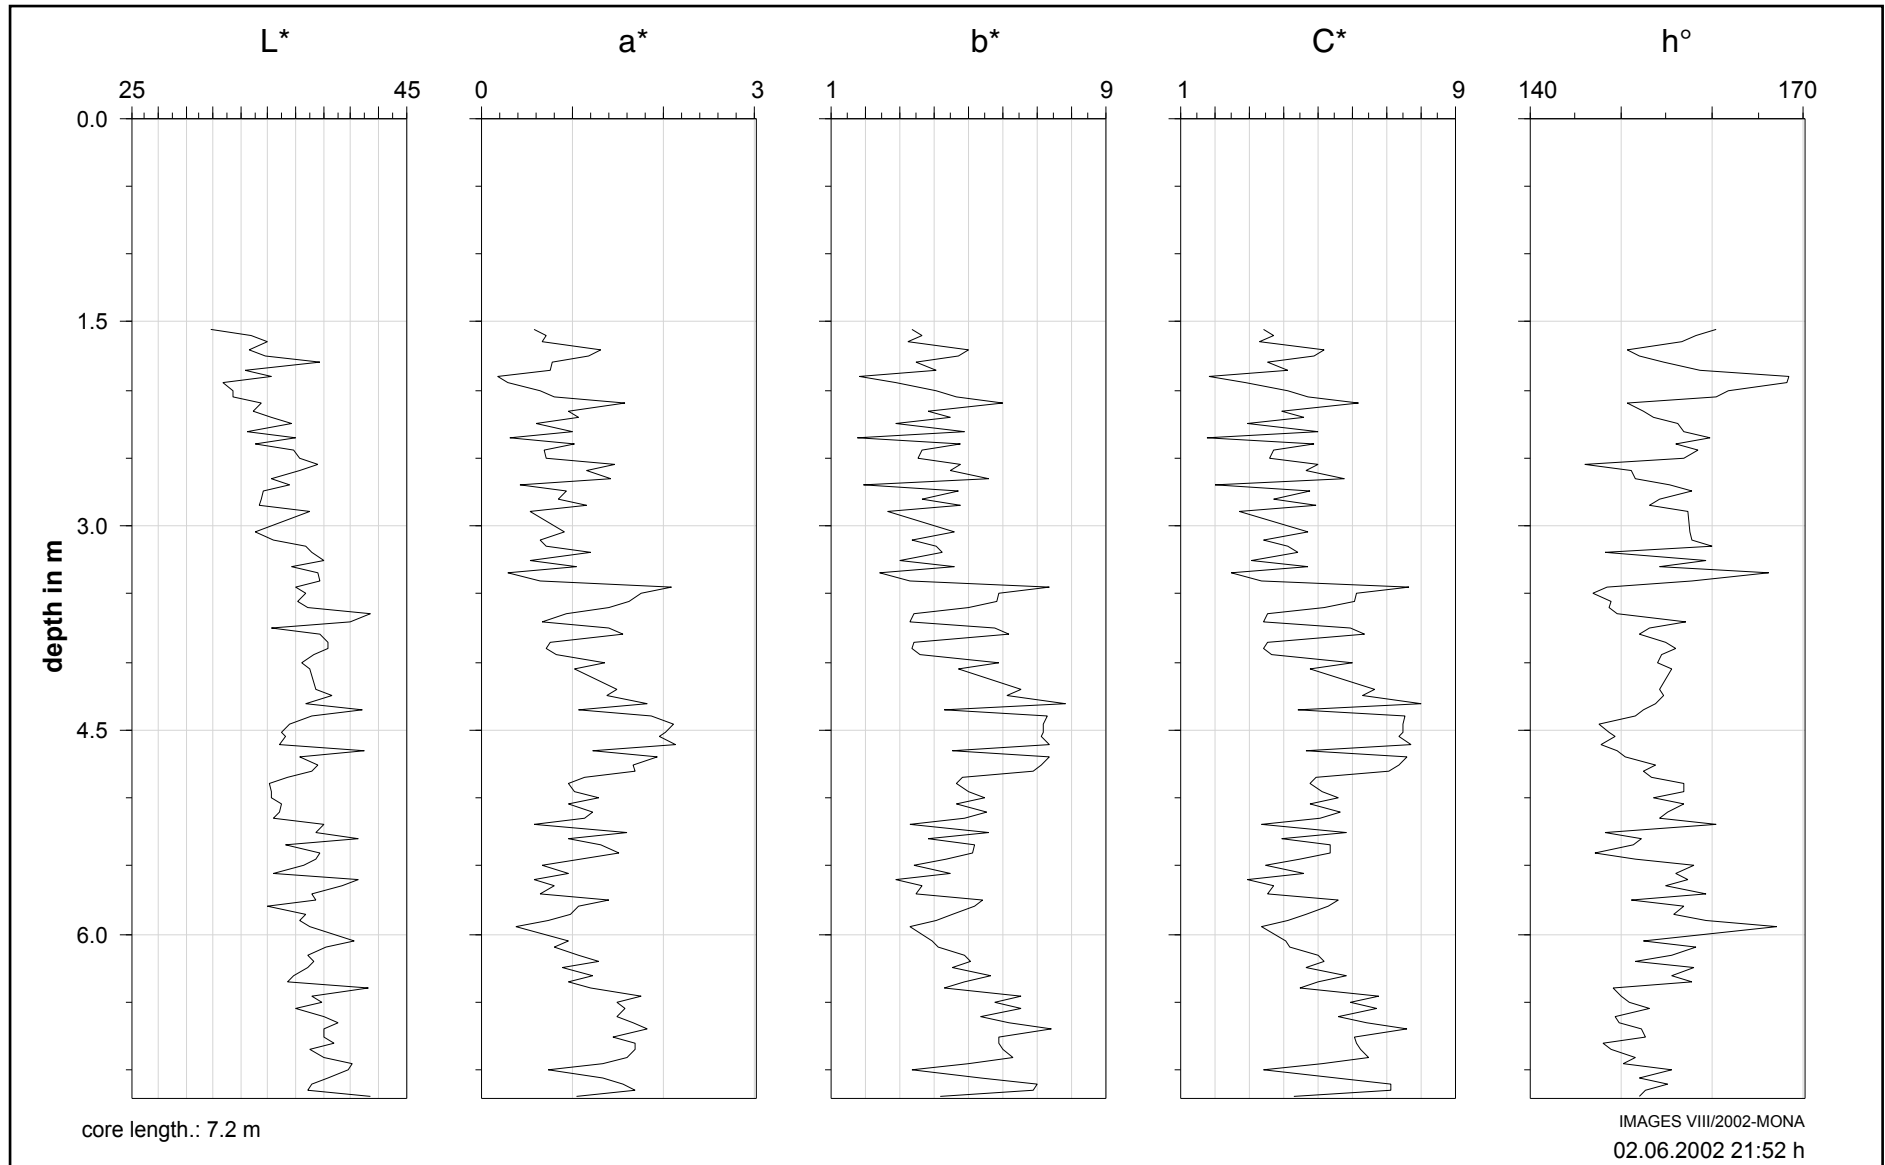 L* a* b* C* h°
25 45 0 3 1 9 1 9 140 170
0.0
1.5
3.0
4.5
6.0
depth in m
core length.: 7.2 m
IMAGES VIII/2002-MONA
02.06.2002 21:52 h